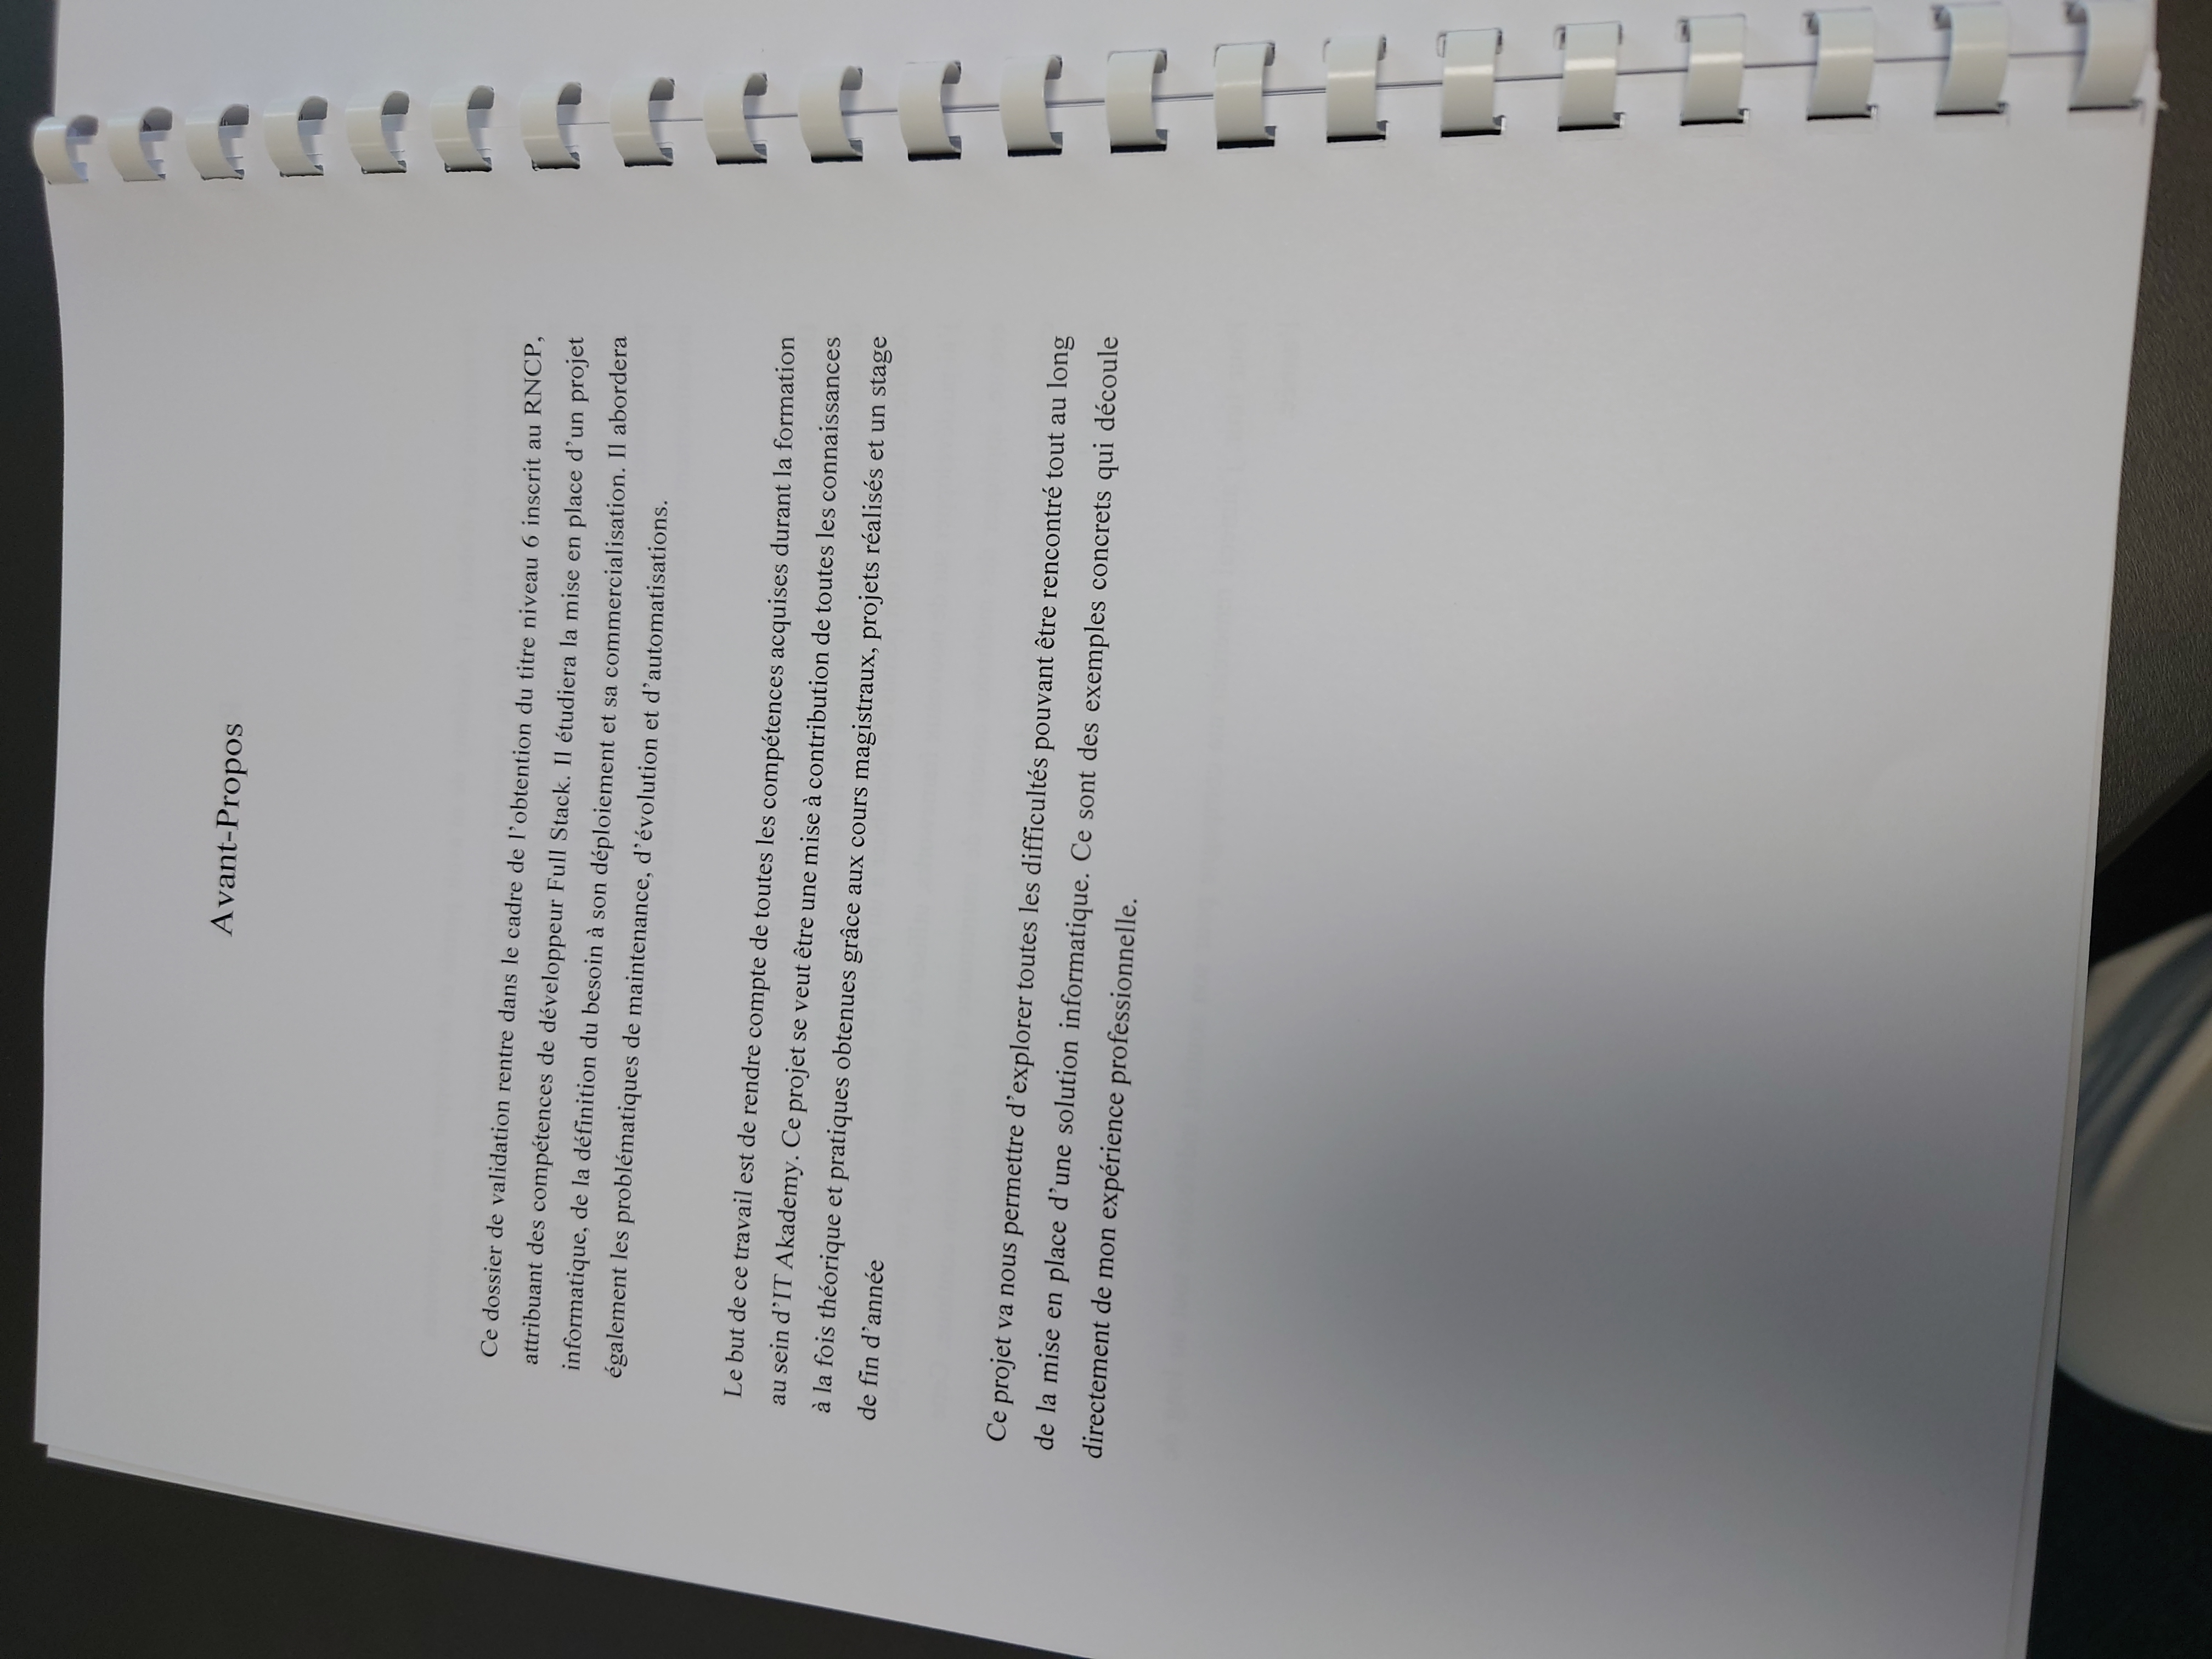 Avant-Propos
Ce dossier de validation rentre dans le cadre de l'obtention du titre niveau 6 inscrit au RNCP,
attribuant des compétences de développeur Full Stack. Il étudiera la mise en place d'un projet
informatique, de la définition du besoin à son déploiement et sa commercialisation. Il abordera
également les problématiques de maintenance, d'évolution et d'automatisations.
Le but de ce travail est de rendre compte de toutes les compétences acquises durant la formation
au sein d'IT Akademy. Ce projet se veut être une mise à contribution de toutes les connaissances
à la fois théorique et pratiques obtenues grâce aux cours magistraux, projets réalisés et un stage
de fin d'année
Ce projet va nous permettre d'explorer toutes les difficultés pouvant être rencontré tout au long
de la mise en place d'une solution informatique. Ce sont des exemples concrets qui découle
directement de mon expérience professionnelle.